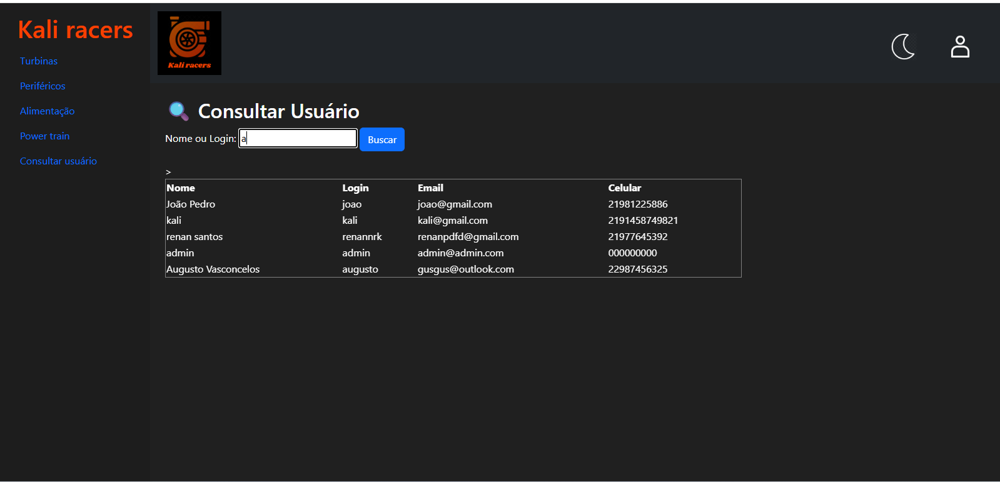 Kali racers
Turbinas
Periféricos
Alimentação
Power train
Consultar usuário
Kali racers
Consultar Usuário
Nome ou Login: a Buscar
>
Nome Login Email Celular
João Pedro joao joao@gmail.com 21981225886
kali kali kali@gmail.com 2191458749821
renan santos renannrk renanpdfd@gmail.com 21977645392
admin admin admin@admin.com 000000000
Augusto Vasconcelos augusto gusgus@outlook.com 22987456325